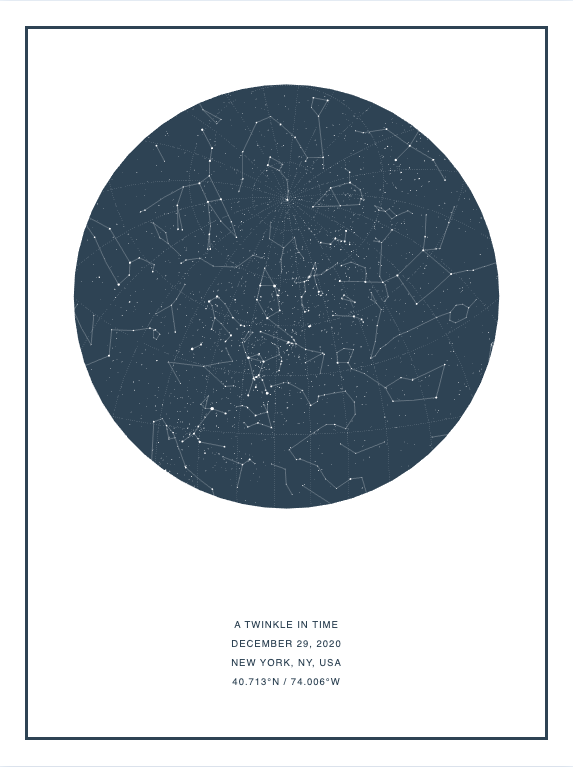 A TWINKLE IN TIME
DECEMBER 29, 2020
NEW YORK, NY, USA
40.713°N / 74.006°W